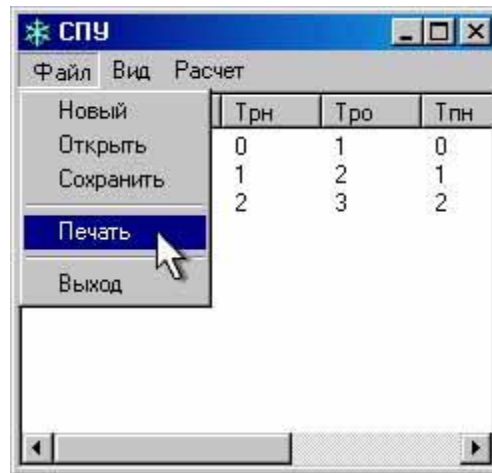 СПУ
Файл Вид Расчет
Новый
Трн Тро Тпн
Открыть
0 1 0
Сохранить
1 2 1
2 3 2
Печать
Выход